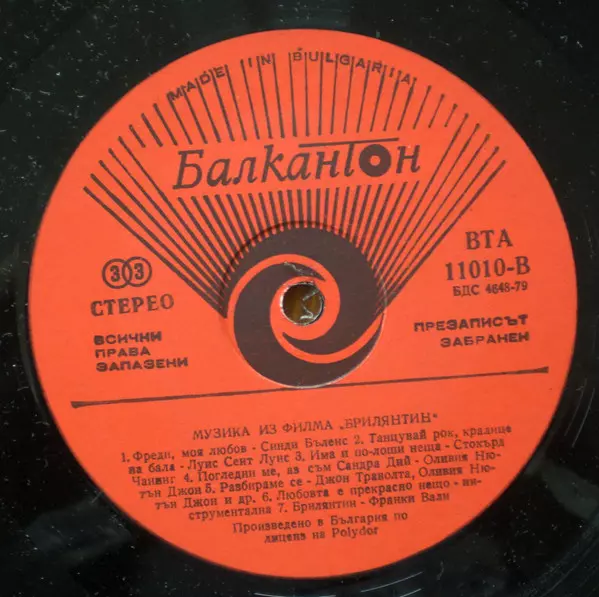 MADE IN BULGARIA
Балкантон
33
СТЕРЕО
ВСИЧНИ
ПРАВА
ЗАПАЗЕНИ
ВТА
11010-В
БДС 4648-79
ПРЕЗАПИСЪТ
ЗАБРАНЕН
МУЗИКА ИЗ ФИЛМА „БРИЛЯНТИН"
1. Фреди, моя любов - Синди Бъленс 2. Танцувай рок, кралице
на бала - Луис Сент Луис 3. Има и по-лоши неща - Стокърд
Чанинг 4. Погледни ме, аз съм Сандра Дий - Оливия Ню-
тън Джон 5. Разбираме се - Джон Траволта, Оливия Ню-
тън Джон и др. 6. Любовта е прекрасно нещо - ин-
струментална 7. Брилянтин - Франки Вали
Произведено в България по
лиценз на Polydor